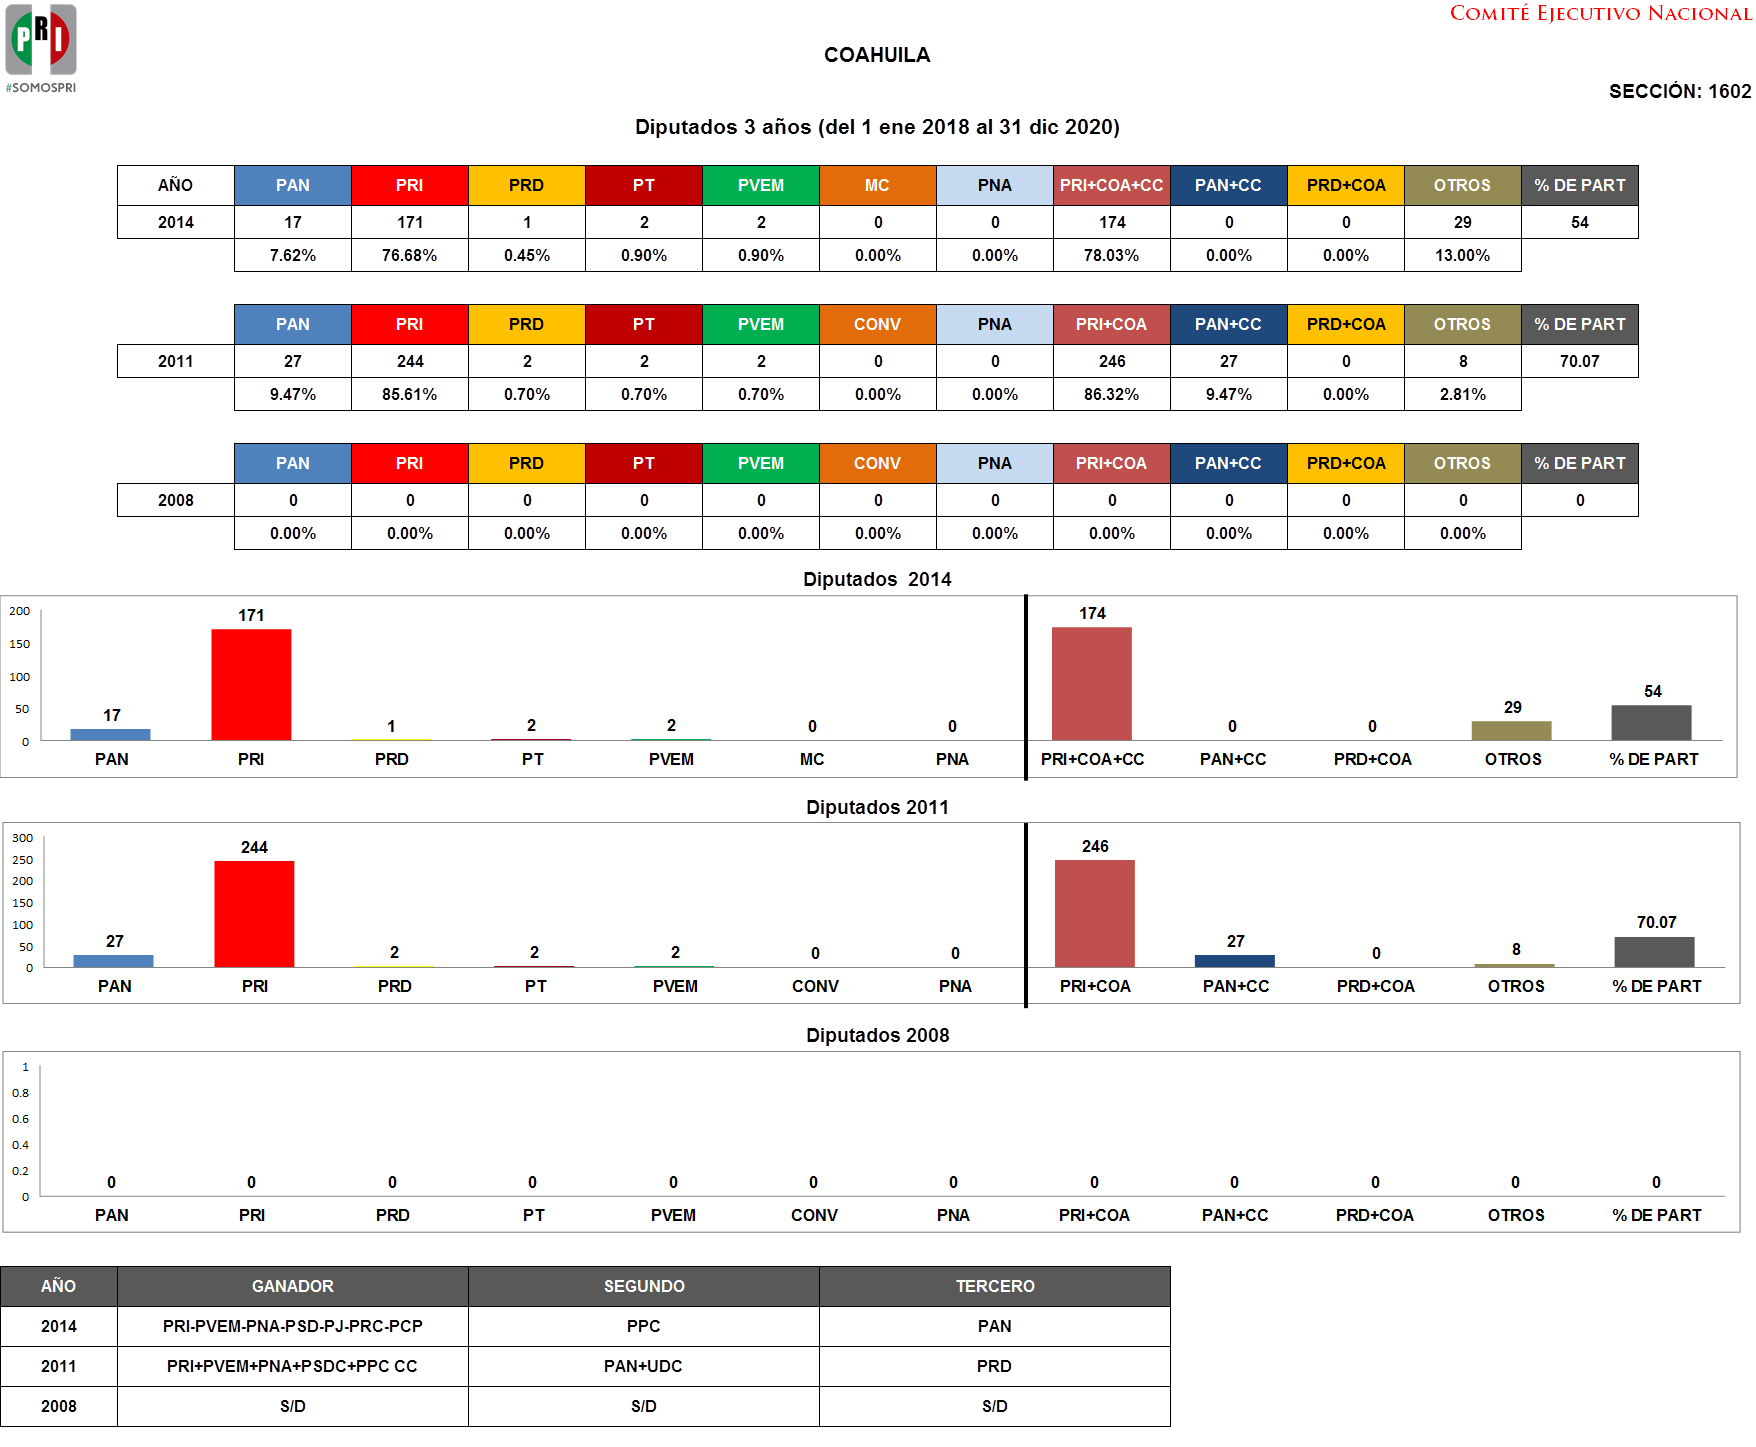 PRI
#SOMOSPRI
COMITÉ EJECUTIVO NACIONAL
COAHUILA
SECCIÓN: 1602
Diputados 3 años (del 1 ene 2018 al 31 dic 2020)
AÑO PAN PRI PRD PT PVEM MC PNA PRI+COA+CC PAN+CC PRD+COA OTROS % DE PART
2014 17 171 1 2 2 0 0 174 0 0 29 54
7.62% 76.68% 0.45% 0.90% 0.90% 0.00% 0.00% 78.03% 0.00% 0.00% 13.00%
PAN PRI PRD PT PVEM CONV PNA PRI+COA PAN+CC PRD+COA OTROS % DE PART
2011 27 244 2 2 2 0 0 246 27 0 8 70.07
9.47% 85.61% 0.70% 0.70% 0.70% 0.00% 0.00% 86.32% 9.47% 0.00% 2.81%
PAN PRI PRD PT PVEM CONV PNA PRI+COA PAN+CC PRD+COA OTROS % DE PART
2008 0 0 0 0 0 0 0 0 0 0 0 0
0.00% 0.00% 0.00% 0.00% 0.00% 0.00% 0.00% 0.00% 0.00% 0.00% 0.00%
Diputados 2014
200
150
100
50
0
17 171 1 2 2 0 0 174 0 0 29 54
PAN PRI PRD PT PVEM MC PNA PRI+COA+CC PAN+CC PRD+COA OTROS % DE PART
Diputados 2011
300
250
200
150
100
50
0
27 244 2 2 2 0 0 246 27 0 8 70.07
PAN PRI PRD PT PVEM CONV PNA PRI+COA PAN+CC PRD+COA OTROS % DE PART
Diputados 2008
1
0.8
0.6
0.4
0.2
0
0 0 0 0 0 0 0 0 0 0 0 0
PAN PRI PRD PT PVEM CONV PNA PRI+COA PAN+CC PRD+COA OTROS % DE PART
AÑO GANADOR SEGUNDO TERCERO
2014 PRI-PVEM-PNA-PSD-PJ-PRC-PCP PPC PAN
2011 PRI+PVEM+PNA+PSDC+PPC CC PAN+UDC PRD
2008 S/D S/D S/D